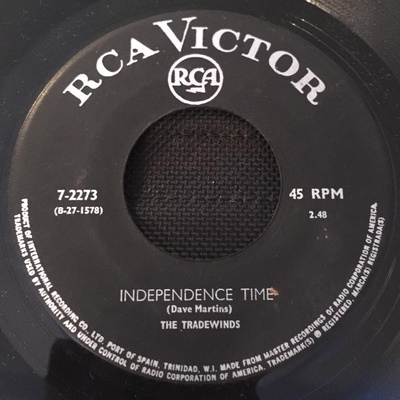 RCA VICTOR
RCA
7-2273
(B-27-1578)
45 RPM
2.48
INDEPENDENCE TIME
(Dave Martins)
THE TRADEWINDS
PRODUCT OF INTERNATIONAL RECORDING CO., LTD. PORT OF SPAIN, TRINIDAD, W.I. MADE FROM MASTER RECORDINGS OF RADIO CORPORATION OF AMERICA.
TRADEMARKS USED BY AUTHORITY AND UNDER CONTROL OF RADIO CORPORATION OF AMERICA, TRADEMARK(S) ® REGISTERED. MARCA(S) REGISTRADA(S)